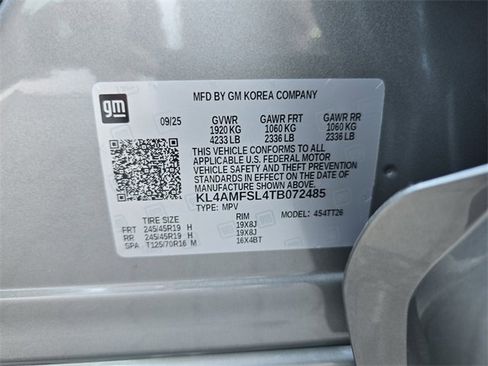 gm
MFD BY GM KOREA COMPANY
09/25 GVWR GAWR FRT GAWR RR
1920 KG 1060 KG 1060 KG
4233 LB 2336 LB 2336 LB
THIS VEHICLE CONFORMS TO ALL
APPLICABLE U.S. FEDERAL MOTOR
VEHICLE SAFETY AND THEFT PREVENTION
STANDARDS IN EFFECT ON THE DATE
OF MANUFACTURE SHOWN ABOVE.
KL4AMFSL4TB072485
TYPE: MPV MODEL: 4S4TT26
TIRE SIZE RIM
FRT 245/45R19 H 19X8J
RR 245/45R19 H 19X8J
SPA T125/70R16 M 16X4BT